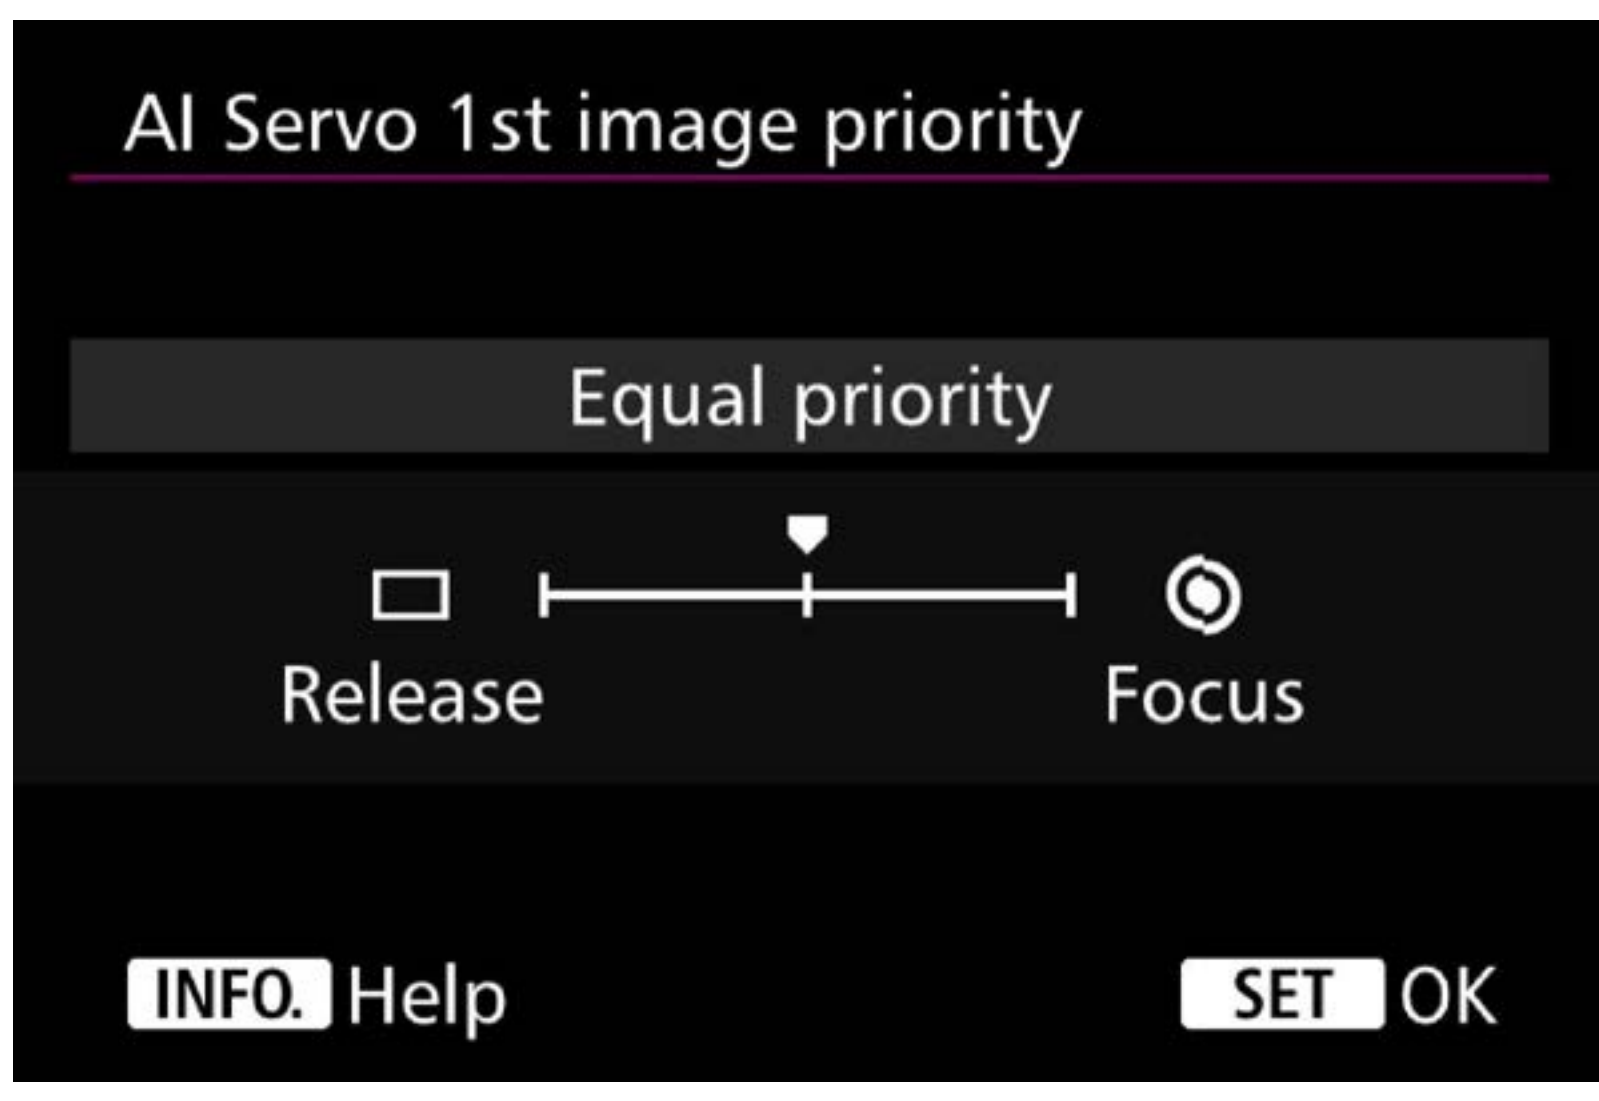 AI Servo 1st image priority
Equal priority
Release Focus
INFO. Help SET OK